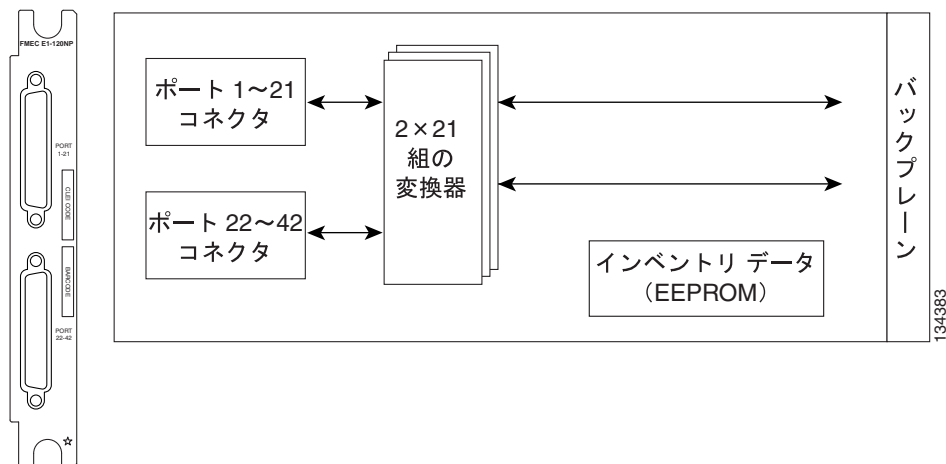 FMEC E1-120NP
PORT
1-21
CLEI CODE
BARCODE
PORT
22-42
ポート 1〜21
コネクタ
ポート 22〜42
コネクタ
2×21
組の
変換器
インベントリ データ
（EEPROM）
バックプレーン
134383